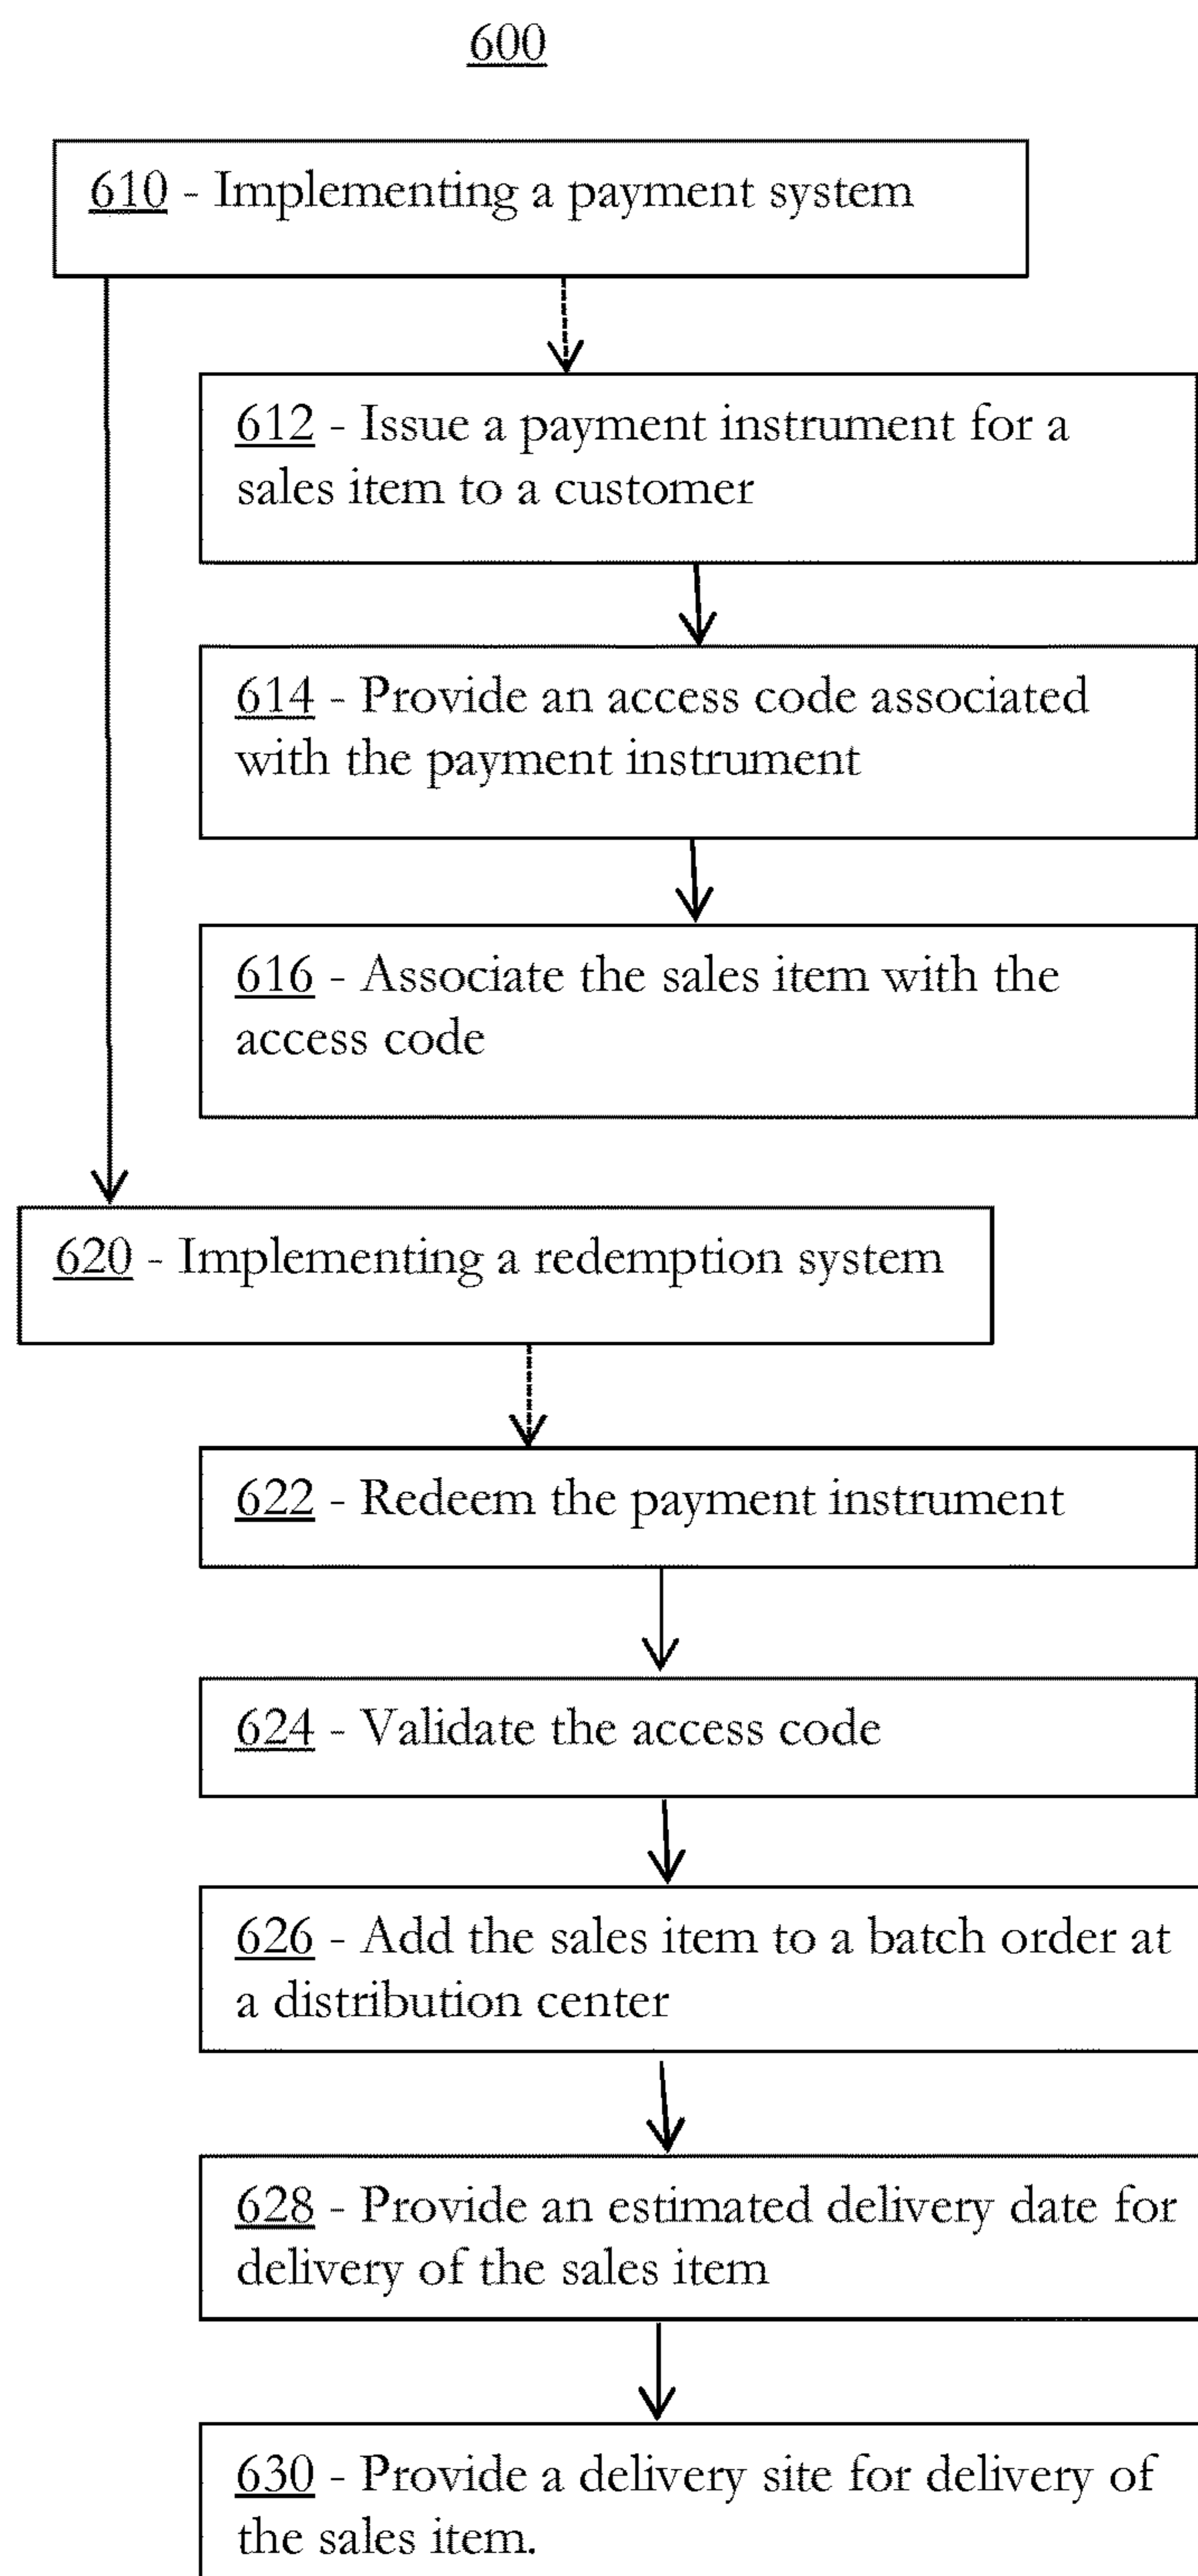 600
610 - Implementing a payment system
612 - Issue a payment instrument for a
sales item to a customer
614 - Provide an access code associated
with the payment instrument
616 - Associate the sales item with the
access code
620 - Implementing a redemption system
622 - Redeem the payment instrument
624 - Validate the access code
626 - Add the sales item to a batch order at
a distribution center
628 - Provide an estimated delivery date for
delivery of the sales item
630 - Provide a delivery site for delivery of
the sales item.